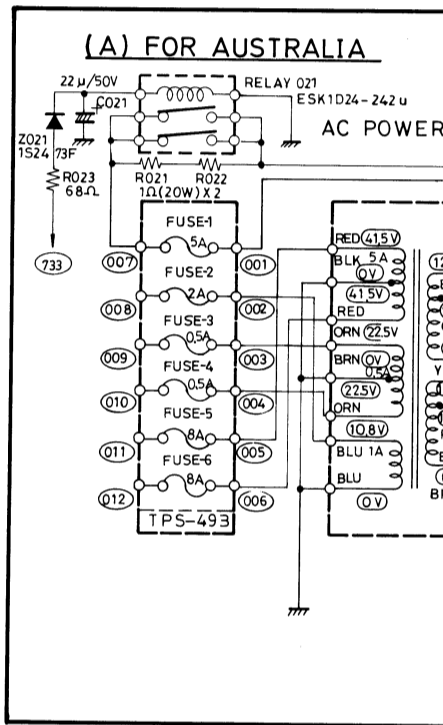 (A) FOR AUSTRALIA
22μ/50V
RELAY 021
C021
+
ESK1D24-242u
AC POWER
Z021
1S2473F
R023
68Ω
R021
R022
1Ω(20W)X2
733
FUSE-1
5A
007
001
FUSE-2
2A
008
002
FUSE-3
0.5A
009
003
FUSE-4
0.5A
010
004
FUSE-5
8A
011
005
FUSE-6
8A
012
006
TPS-49B
RED 41.5V
BLK 5A
0V
41.5V
RED
ORN 22.5V
BRN 0V
0.5A
22.5V
ORN
10.8V
BLU 1A
BLU
0V